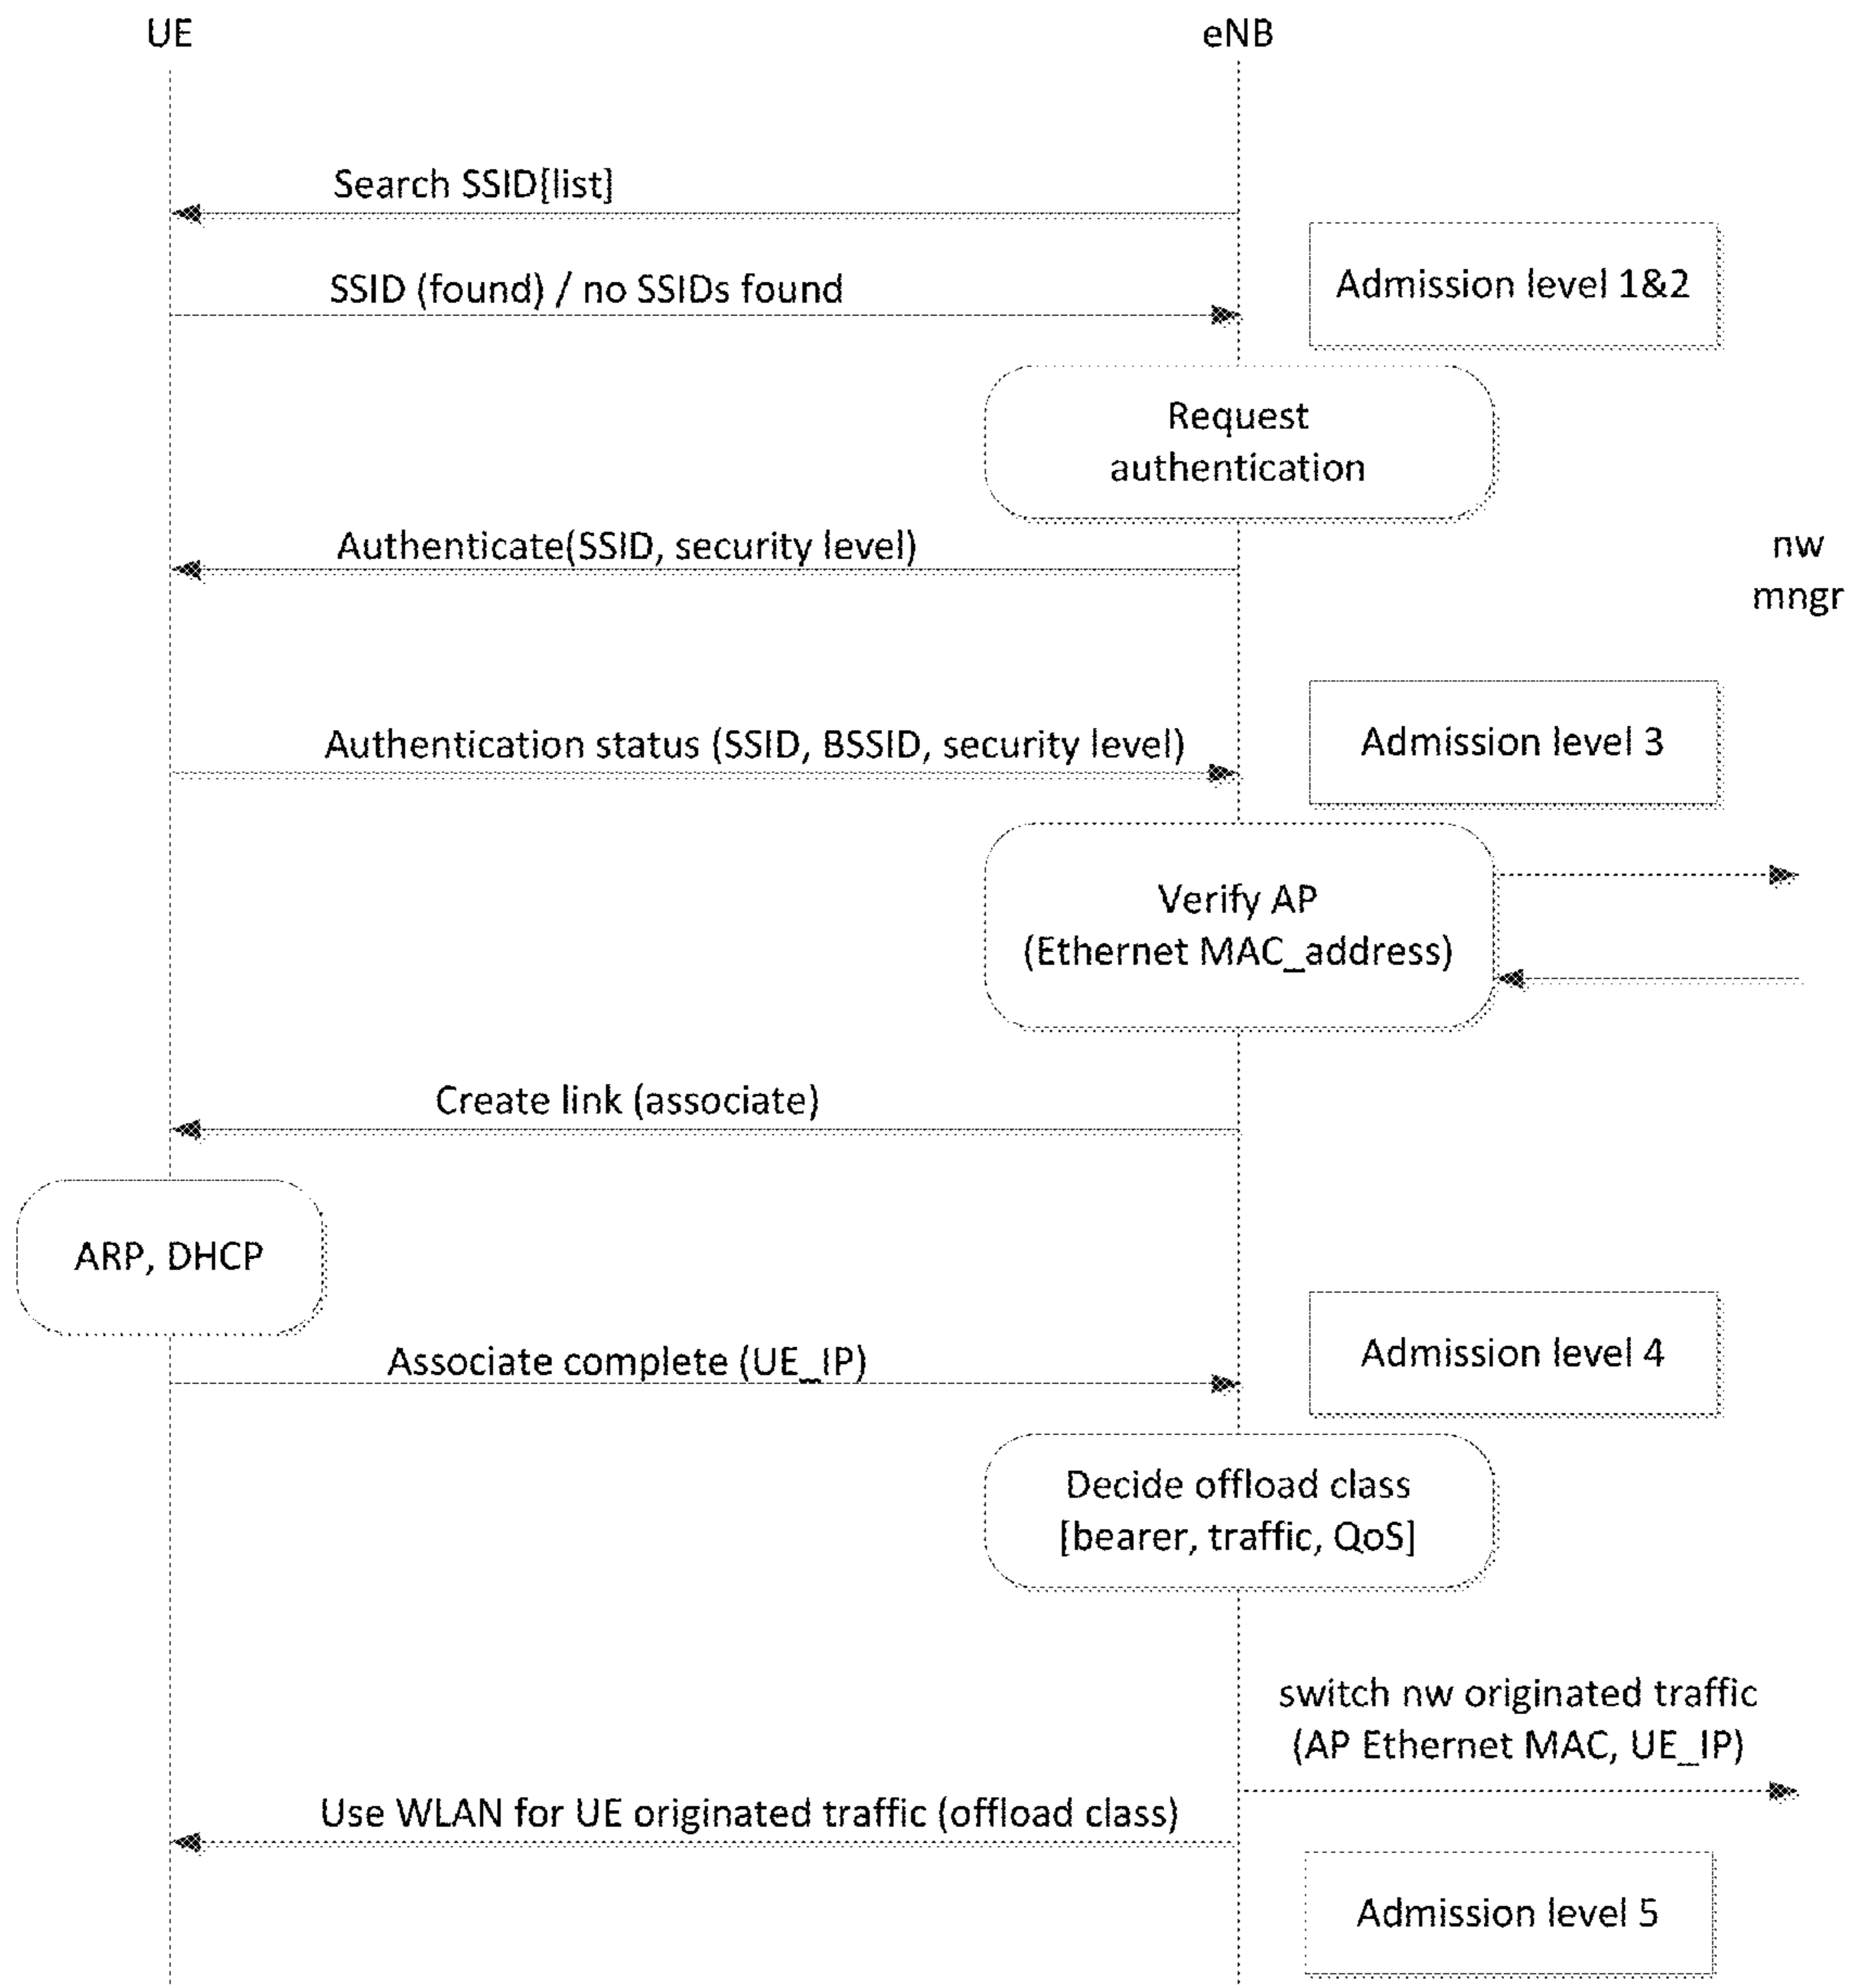 UE
eNB
Search SSID[list]
SSID (found) / no SSIDs found
Admission level 1&2
Request
authentication
Authenticate(SSID, security level)
nw
mngr
Authentication status (SSID, BSSID, security level)
Admission level 3
Verify AP
(Ethernet MAC_address)
Create link (associate)
ARP, DHCP
Associate complete (UE_IP)
Admission level 4
Decide offload class
[bearer, traffic, QoS]
switch nw originated traffic
(AP Ethernet MAC, UE_IP)
Use WLAN for UE originated traffic (offload class)
Admission level 5